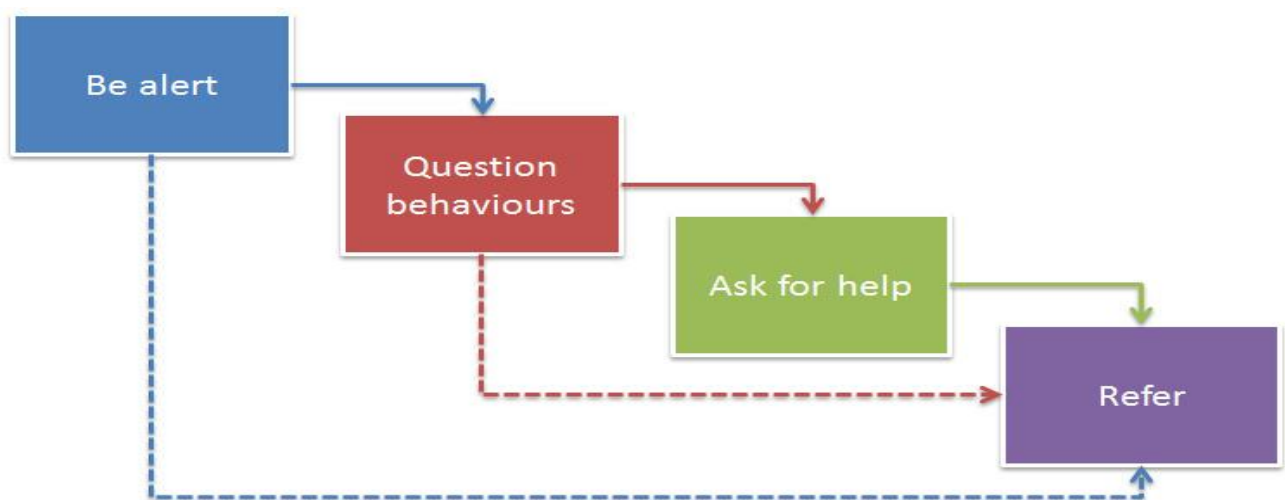 Be alert
Question
behaviours
Ask for help
Refer